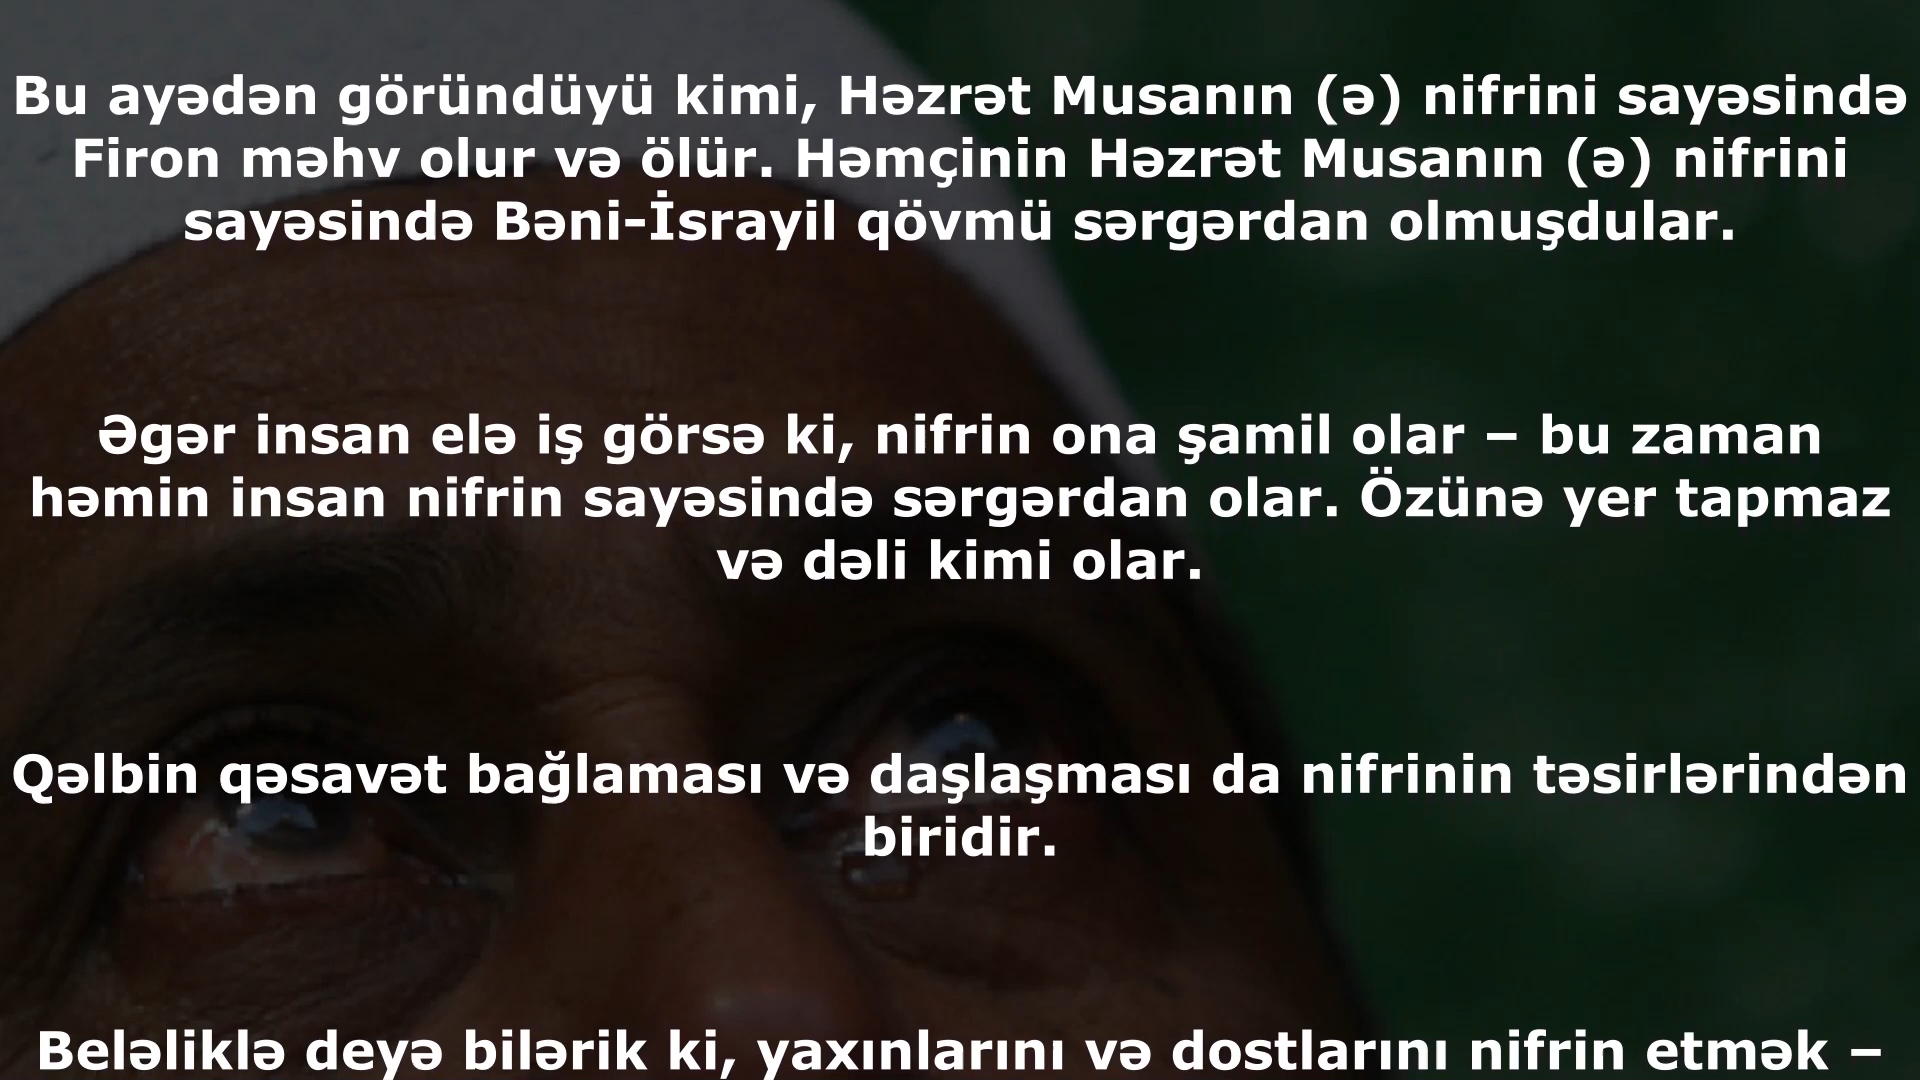 Bu ayədən göründüyü kimi, Həzrət Musanın (ə) nifrini sayəsində
Firon məhv olur və ölür. Həmçinin Həzrət Musanın (ə) nifrini
sayəsində Bəni-İsrayil qövmü sərgərdan olmuşdular.
Əgər insan elə iş görsə ki, nifrin ona şamil olar – bu zaman
həmin insan nifrin sayəsində sərgərdan olar. Özünə yer tapmaz
və dəli kimi olar.
Qəlbin qəsavət bağlaması və daşlaşması da nifrinin təsirlərindən
biridir.
Beləliklə deyə bilərik ki, yaxınlarını və dostlarını nifrin etmək –